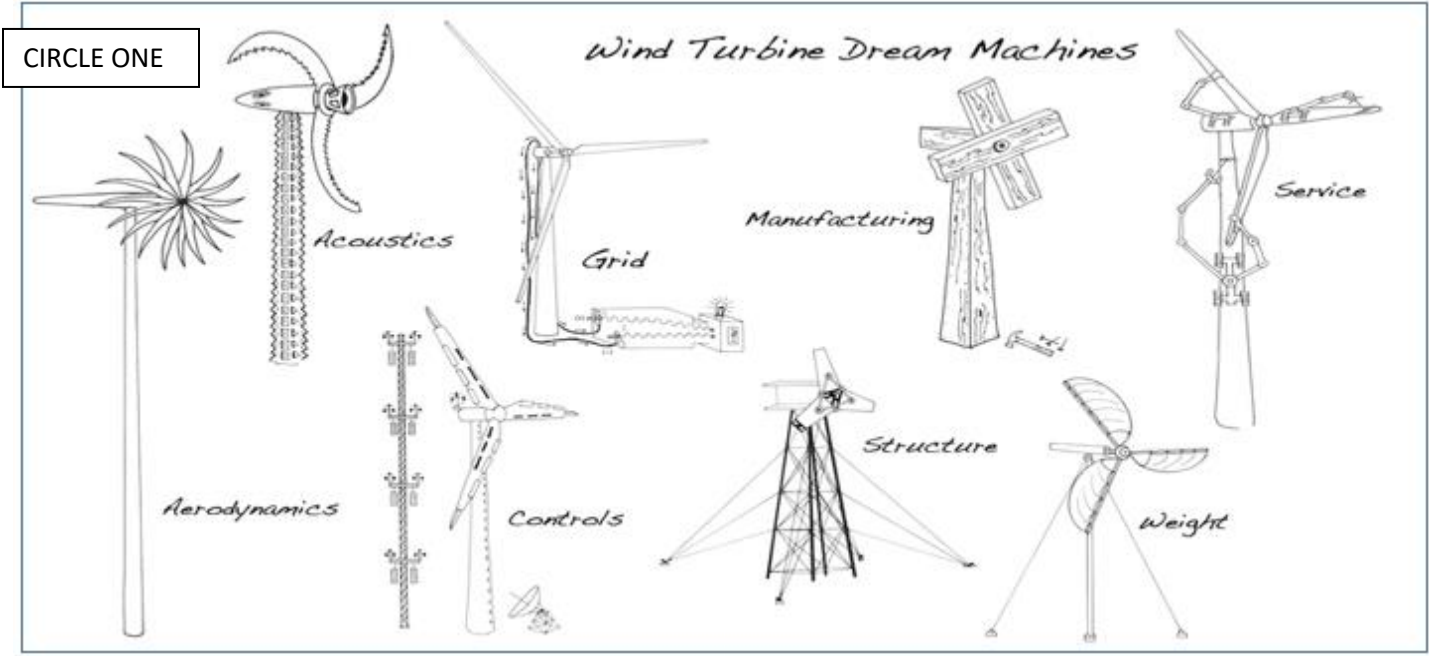 CIRCLE ONE
Wind Turbine Dream Machines
Acoustics
Grid
Manufacturing
Service
Aerodynamics
Controls
Structure
Weight